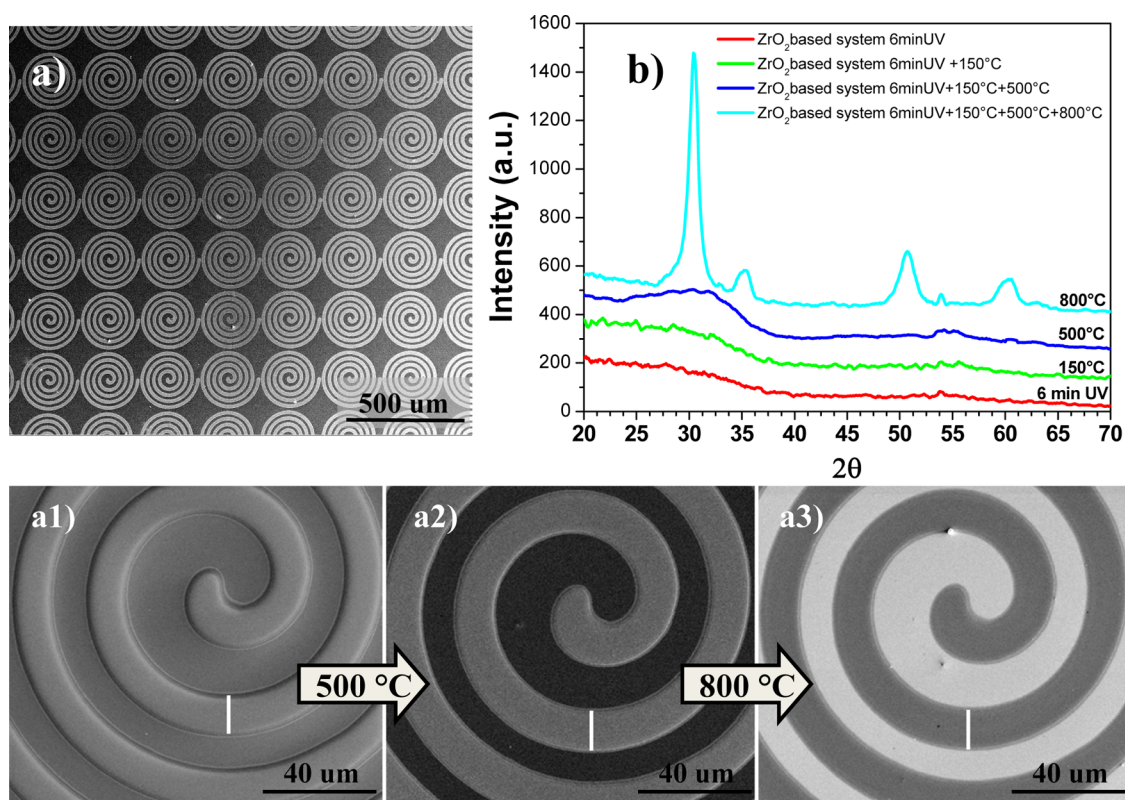 a)
500 um
b)
ZrO2based system 6minUV
ZrO2based system 6minUV +150°C
ZrO2based system 6minUV+150°C+500°C
ZrO2based system 6minUV+150°C+500°C+800°C
Intensity (a.u.)
1600
1400
1200
1000
800
600
400
200
0
800°C
500°C
150°C
6 min UV
20 25 30 35 40 45 50 55 60 65 70
2θ
a1)
40 um
500 °C
a2)
40 um
800 °C
a3)
40 um